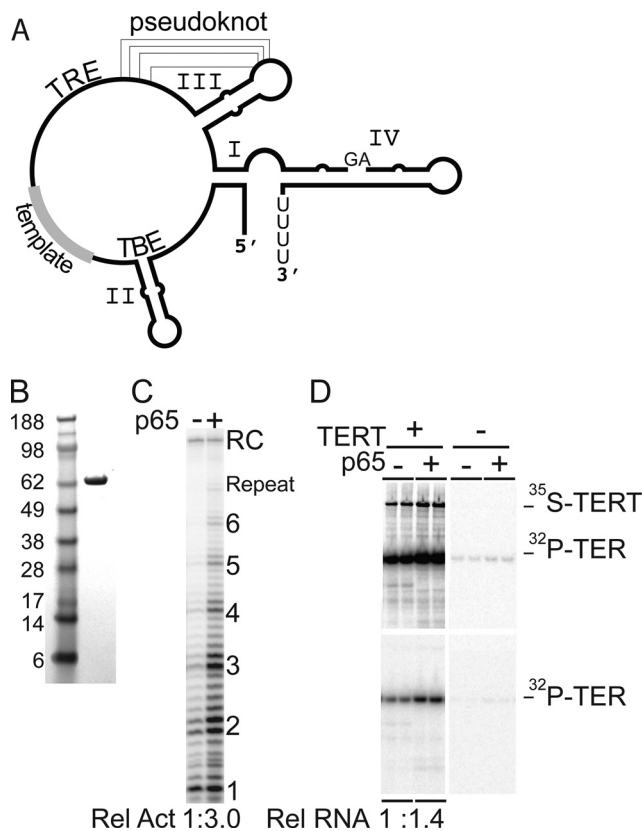 A
pseudoknot
TRE
III
I
IV
GA
template
TBE
II
5′
UUUU
3′
B
188
98
62
49
38
28
17
14
6
C
p65 - +
RC
Repeat
6
5
4
3
2
1
Rel Act 1:3.0
D
TERT + -
p65 - + - +
35S-TERT
32P-TER
32P-TER
Rel RNA 1 :1.4